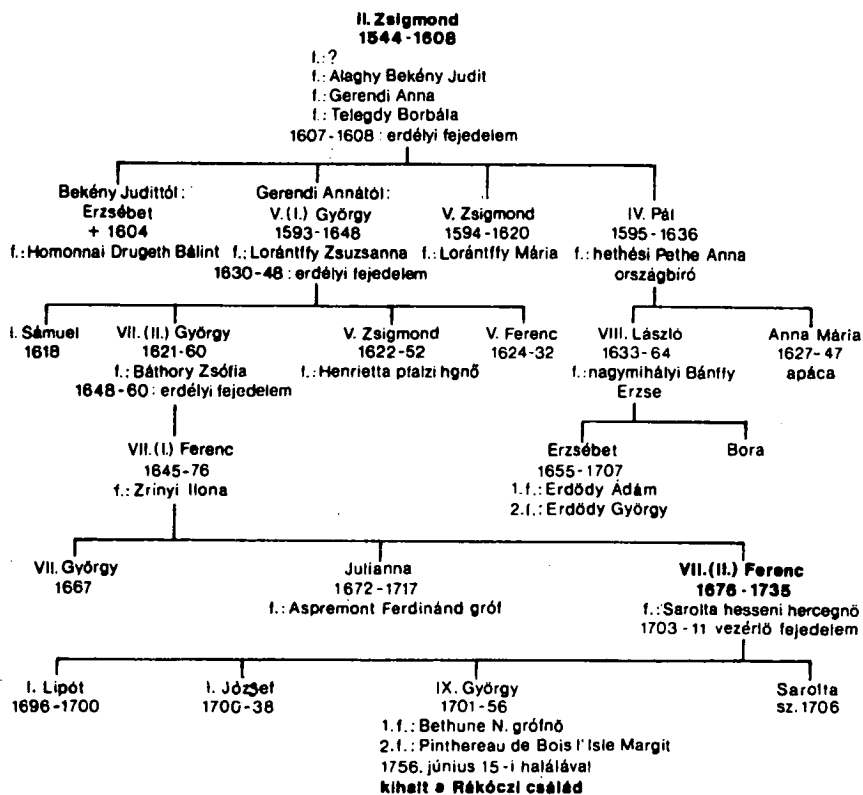 II. Zsigmond
1544-1608
f.: ?
f.: Alaghy Bekény Judit
f.: Gerendi Anna
f.: Telegdy Borbála
1607-1608: erdélyi fejedelem
Bekény Judittól:
Erzsébet
+ 1604
f.: Homonnai Drugeth Bálint
Gerendi Annától:
V.(I.) György
1593-1648
f.: Lorántffy Zsuzsanna
1630-48: erdélyi fejedelem
V. Zsigmond
1594-1620
f.: Lorántffy Mária
IV. Pál
1595-1636
f.: hethési Pethe Anna
országbíró
I. Sámuel
1618
VII.(II.) György
1621-60
f.: Báthory Zsófia
1648-60: erdélyi fejedelem
V. Zsigmond
1622-52
f.: Henrietta pfalzi hgnő
V. Ferenc
1624-32
VIII. László
1633-64
f.: nagymihályi Bánffy
Erzse
Anna Mária
1627-47
apáca
VII.(I.) Ferenc
1645-76
f.: Zrinyi Ilona
Erzsébet
1655-1707
1.f.: Erdődy Ádám
2.f.: Erdődy György
Bora
VII. György
1667
Julianna
1672-1717
f.: Aspremont Ferdinánd gróf
VII.(II.) Ferenc
1676-1735
f.: Sarolta hesseni hercegnő
1703-11 vezérlő fejedelem
I. Lipót
1696-1700
I. József
1700-38
IX. György
1701-56
1.f.: Bethune N. grófnő
2.f.: Pinthereau de Bois l'Isle Margit
1756. június 15-i halálával
kihalt a Rákóczi család
Sarolta
sz. 1706